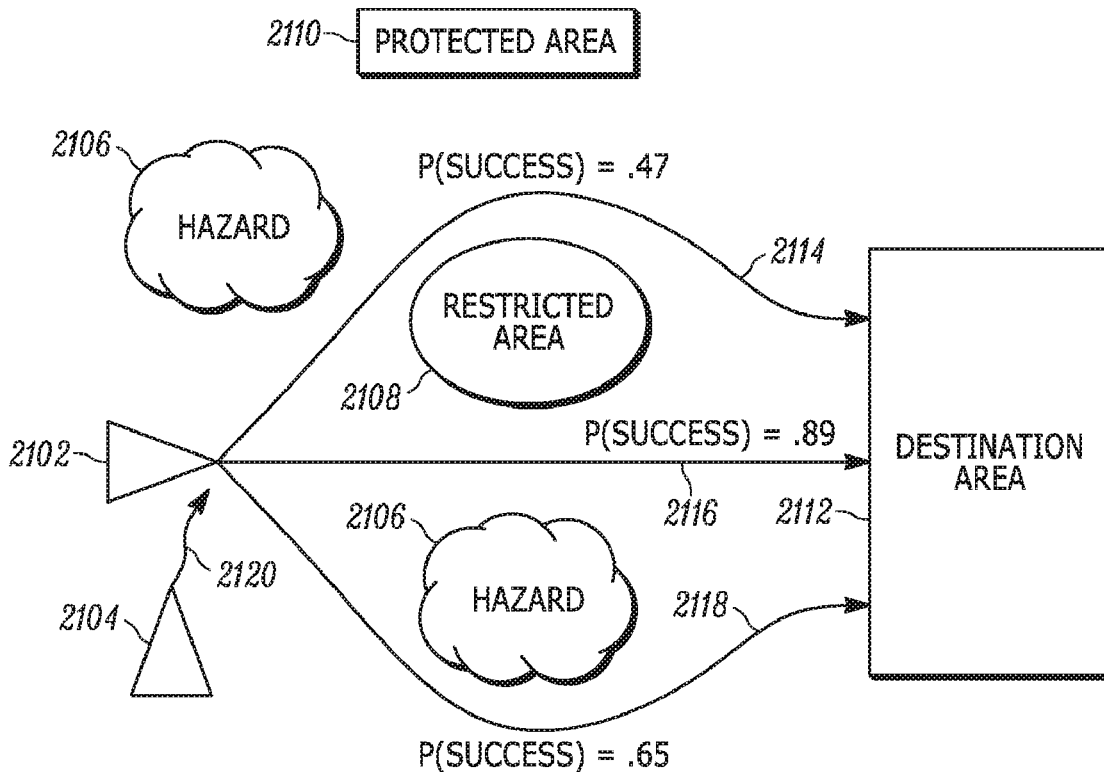 2110
PROTECTED AREA
2106
P(SUCCESS) = .47
HAZARD
2114
RESTRICTED
AREA
2108
P(SUCCESS) = .89
2102
DESTINATION
AREA
2116
2112
2106
2120
HAZARD
2118
2104
P(SUCCESS) = .65